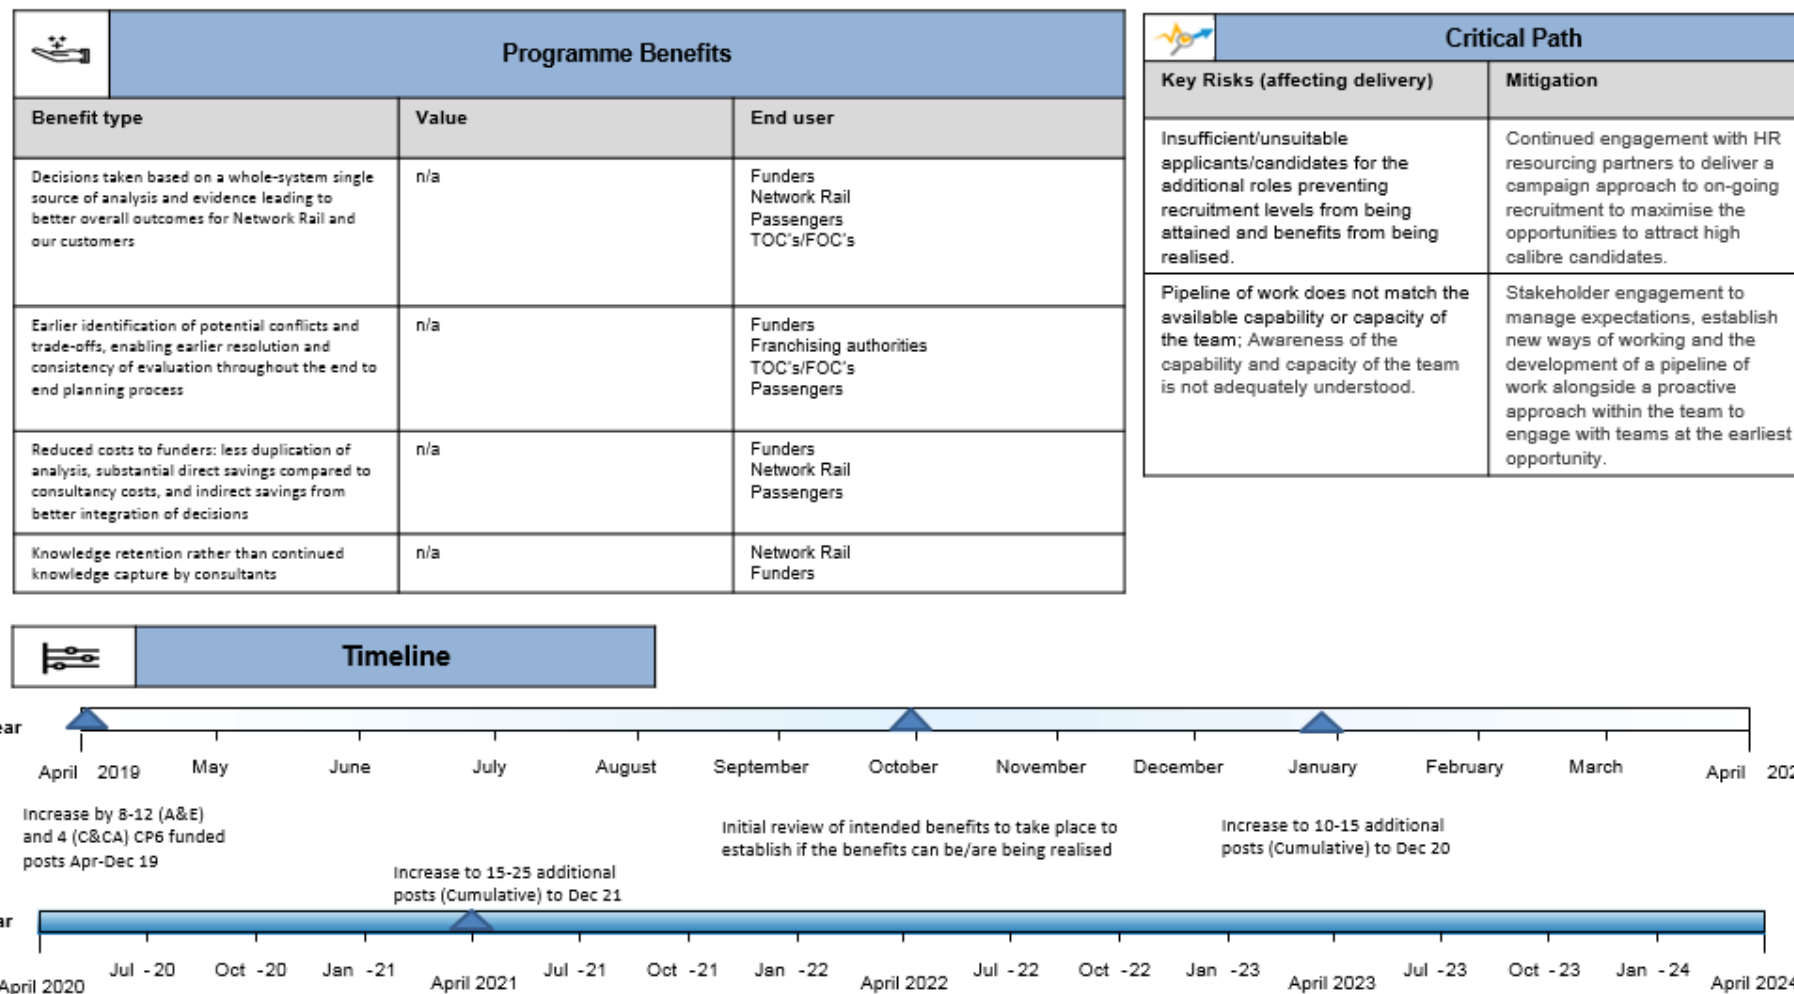 Programme Benefits
Benefit type
Value
End user
Decisions taken based on a whole-system single
source of analysis and evidence leading to
better overall outcomes for Network Rail and
our customers
n/a
Funders
Network Rail
Passengers
TOC's/FOC's
Earlier identification of potential conflicts and
trade-offs, enabling earlier resolution and
consistency of evaluation throughout the end to
end planning process
n/a
Funders
Franchising authorities
TOC's/FOC's
Passengers
Reduced costs to funders: less duplication of
analysis, substantial direct savings compared to
consultancy costs, and indirect savings from
better integration of decisions
n/a
Funders
Network Rail
Passengers
Knowledge retention rather than continued
knowledge capture by consultants
n/a
Network Rail
Funders
Critical Path
Key Risks (affecting delivery)
Mitigation
Insufficient/unsuitable
applicants/candidates for the
additional roles preventing
recruitment levels from being
attained and benefits from being
realised.
Continued engagement with HR
resourcing partners to deliver a
campaign approach to on-going
recruitment to maximise the
opportunities to attract high
calibre candidates.
Pipeline of work does not match the
available capability or capacity of
the team; Awareness of the
capability and capacity of the team
is not adequately understood.
Stakeholder engagement to
manage expectations, establish
new ways of working and the
development of a pipeline of
work alongside a proactive
approach within the team to
engage with teams at the earliest
opportunity.
Timeline
April 2019 May June July August September October November December January February March April
Increase by 8-12 (A&E)
and 4 (C&CA) CP6 funded
posts Apr-Dec 19
Initial review of intended benefits to take place to
establish if the benefits can be/are being realised
Increase to 10-15 additional
posts (Cumulative) to Dec 20
Increase to 15-25 additional
posts (Cumulative) to Dec 21
April 2020 Jul -20 Oct -20 Jan -21 April 2021 Jul -21 Oct -21 Jan -22 April 2022 Jul -22 Oct -22 Jan -23 April 2023 Jul -23 Oct -23 Jan -24 April 2024